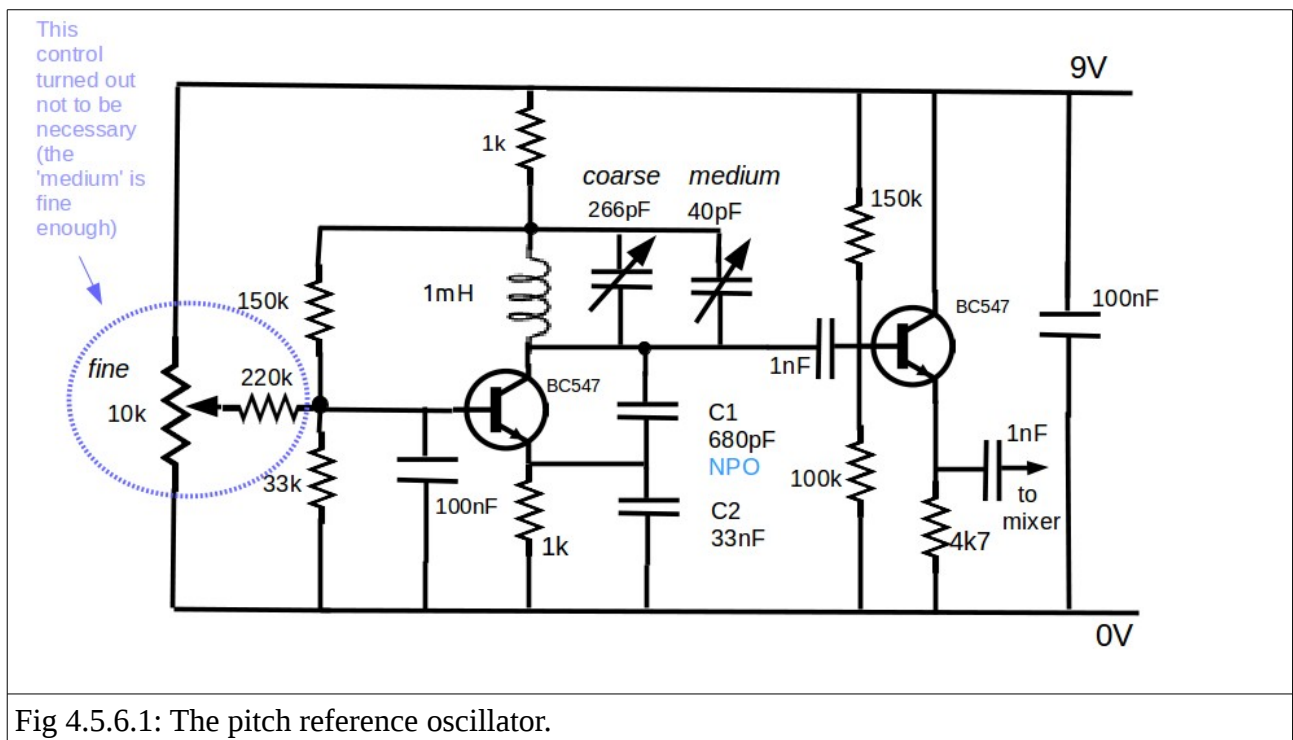 This
control
turned out
not to be
necessary
(the
'medium' is
fine
enough)
9V
1k
coarse medium
266pF 40pF
150k
1mH
150k
BC547
100nF
fine
220k
10k
1nF
BC547
C1
680pF
NPO
1nF
33k
100k
to
mixer
100nF
C2
33nF
1k
4k7
0V
Fig 4.5.6.1: The pitch reference oscillator.